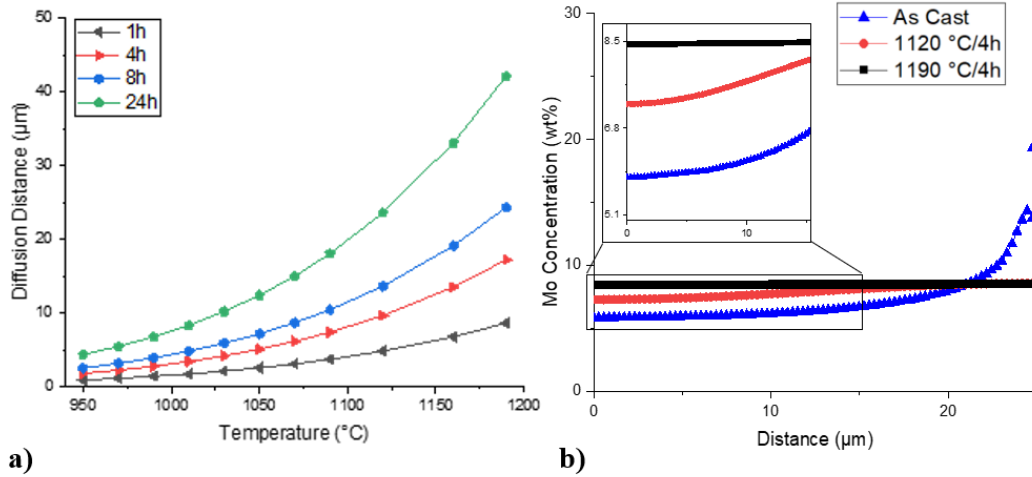 50
40
30
20
10
0
950
1000
1050
1100
1150
1200
Diffusion Distance (µm)
Temperature (°C)
1h
4h
8h
24h
a)
30
20
10
0
0
10
20
Mo Concentration (wt%)
Distance (µm)
As Cast
1120 °C/4h
1190 °C/4h
8.5
6.8
5.1
0
10
b)